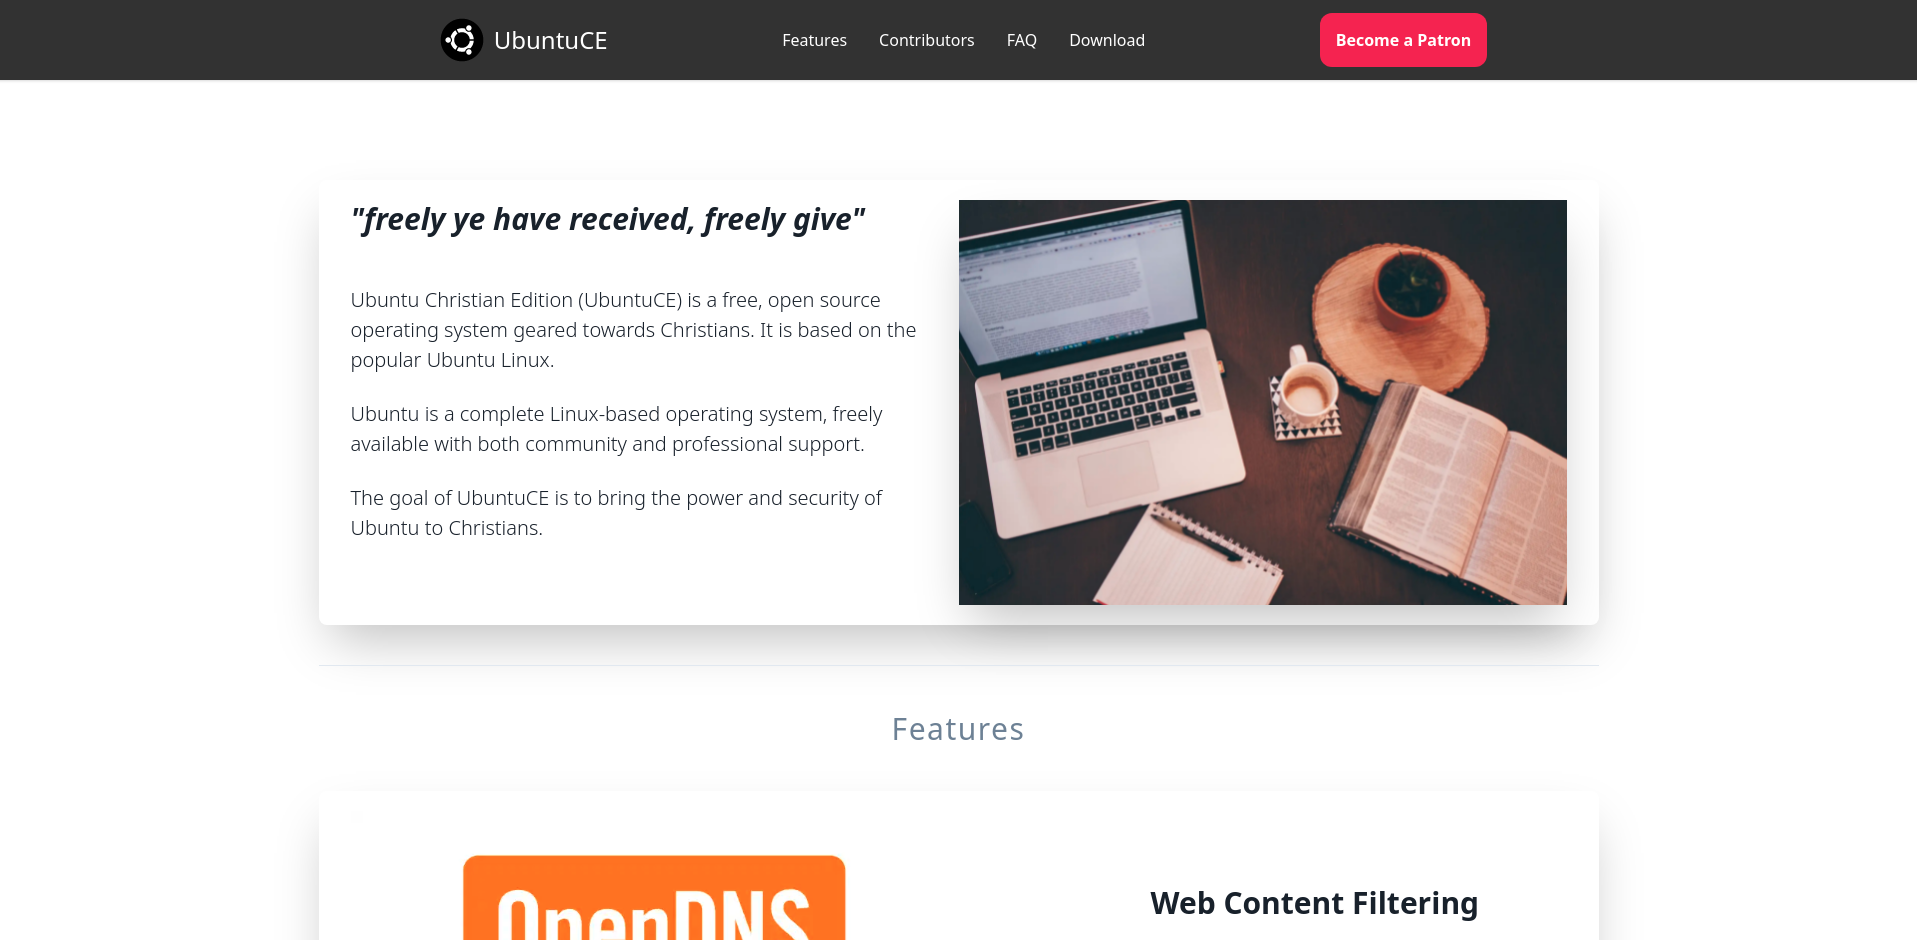 UbuntuCE
Features
Contributors
FAQ
Download
Become a Patron
"freely ye have received, freely give"
Ubuntu Christian Edition (UbuntuCE) is a free, open source
operating system geared towards Christians. It is based on the
popular Ubuntu Linux.
Ubuntu is a complete Linux-based operating system, freely
available with both community and professional support.
The goal of UbuntuCE is to bring the power and security of
Ubuntu to Christians.
Features
OpenDNS
Web Content Filtering